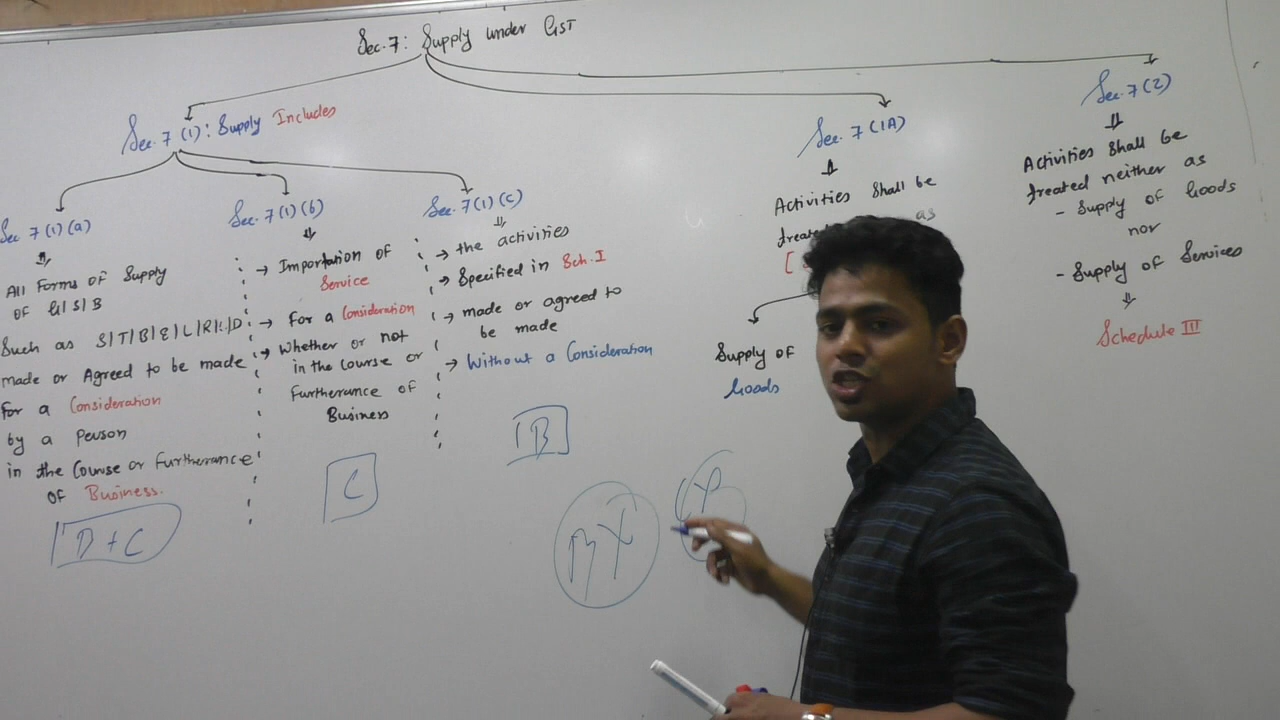 Sec. 7: Supply under GST
Sec. 7 (1): Supply Includes
Sec 7(1)(a)
All Forms of Supply
of G|S|B
Such as S|T|B|E|L|R|L|D
made or Agreed to be made
for a Consideration
by a person
in the Course or Furtherance
of Business.
B + C
Sec. 7(1)(b)
→ Importation of
Service
→ For a Consideration
→ Whether or not
in the Course or
Furtherance of
Business
C
Sec. 7(1)(c)
→ the activities
→ Specified in Sch. I
→ made or agreed to
be made
→ Without a Consideration
B
Sec. 7 (1A)
Activities Shall be
as
Supply of
Goods
Sec. 7(2)
Activities Shall be
treated neither as
- Supply of Goods
nor
- Supply of Services
Schedule III